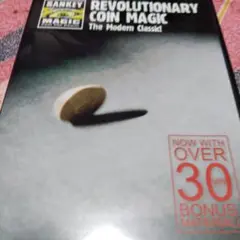 SANKEY
MAGIC
REVOLUTIONARY
COIN MAGIC
The Modern Classic!
NOW WITH
OVER
30
BONUS